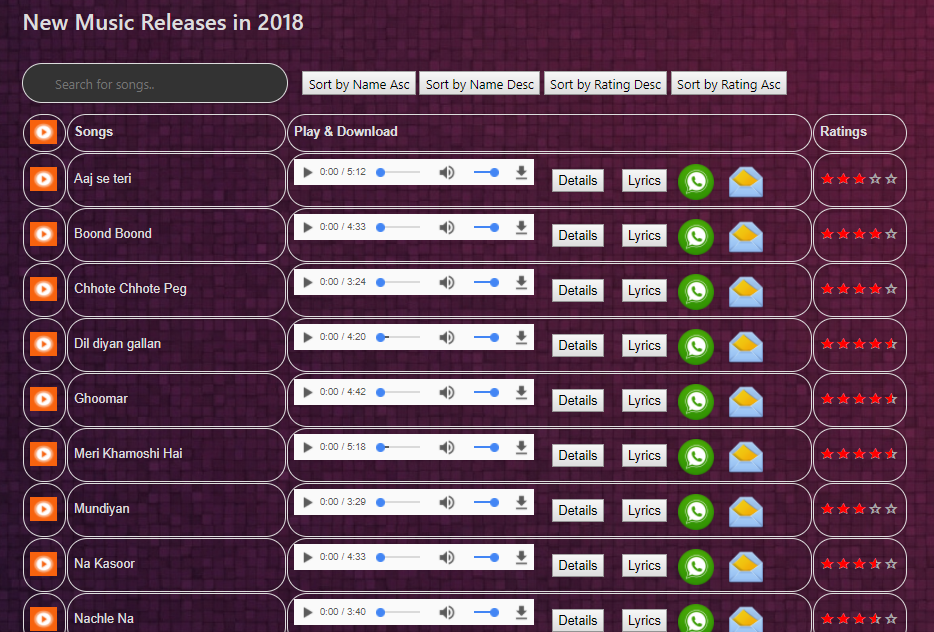 New Music Releases in 2018
Search for songs.. Sort by Name Asc Sort by Name Desc Sort by Rating Desc Sort by Rating Asc
Songs Play & Download Ratings
Aaj se teri 0:00 / 5:12 Details Lyrics
Boond Boond 0:00 / 4:33 Details Lyrics
Chhote Chhote Peg 0:00 / 3:24 Details Lyrics
Dil diyan gallan 0:00 / 4:20 Details Lyrics
Ghoomar 0:00 / 4:42 Details Lyrics
Meri Khamoshi Hai 0:00 / 5:18 Details Lyrics
Mundiyan 0:00 / 3:29 Details Lyrics
Na Kasoor 0:00 / 4:33 Details Lyrics
Nachle Na 0:00 / 3:40 Details Lyrics